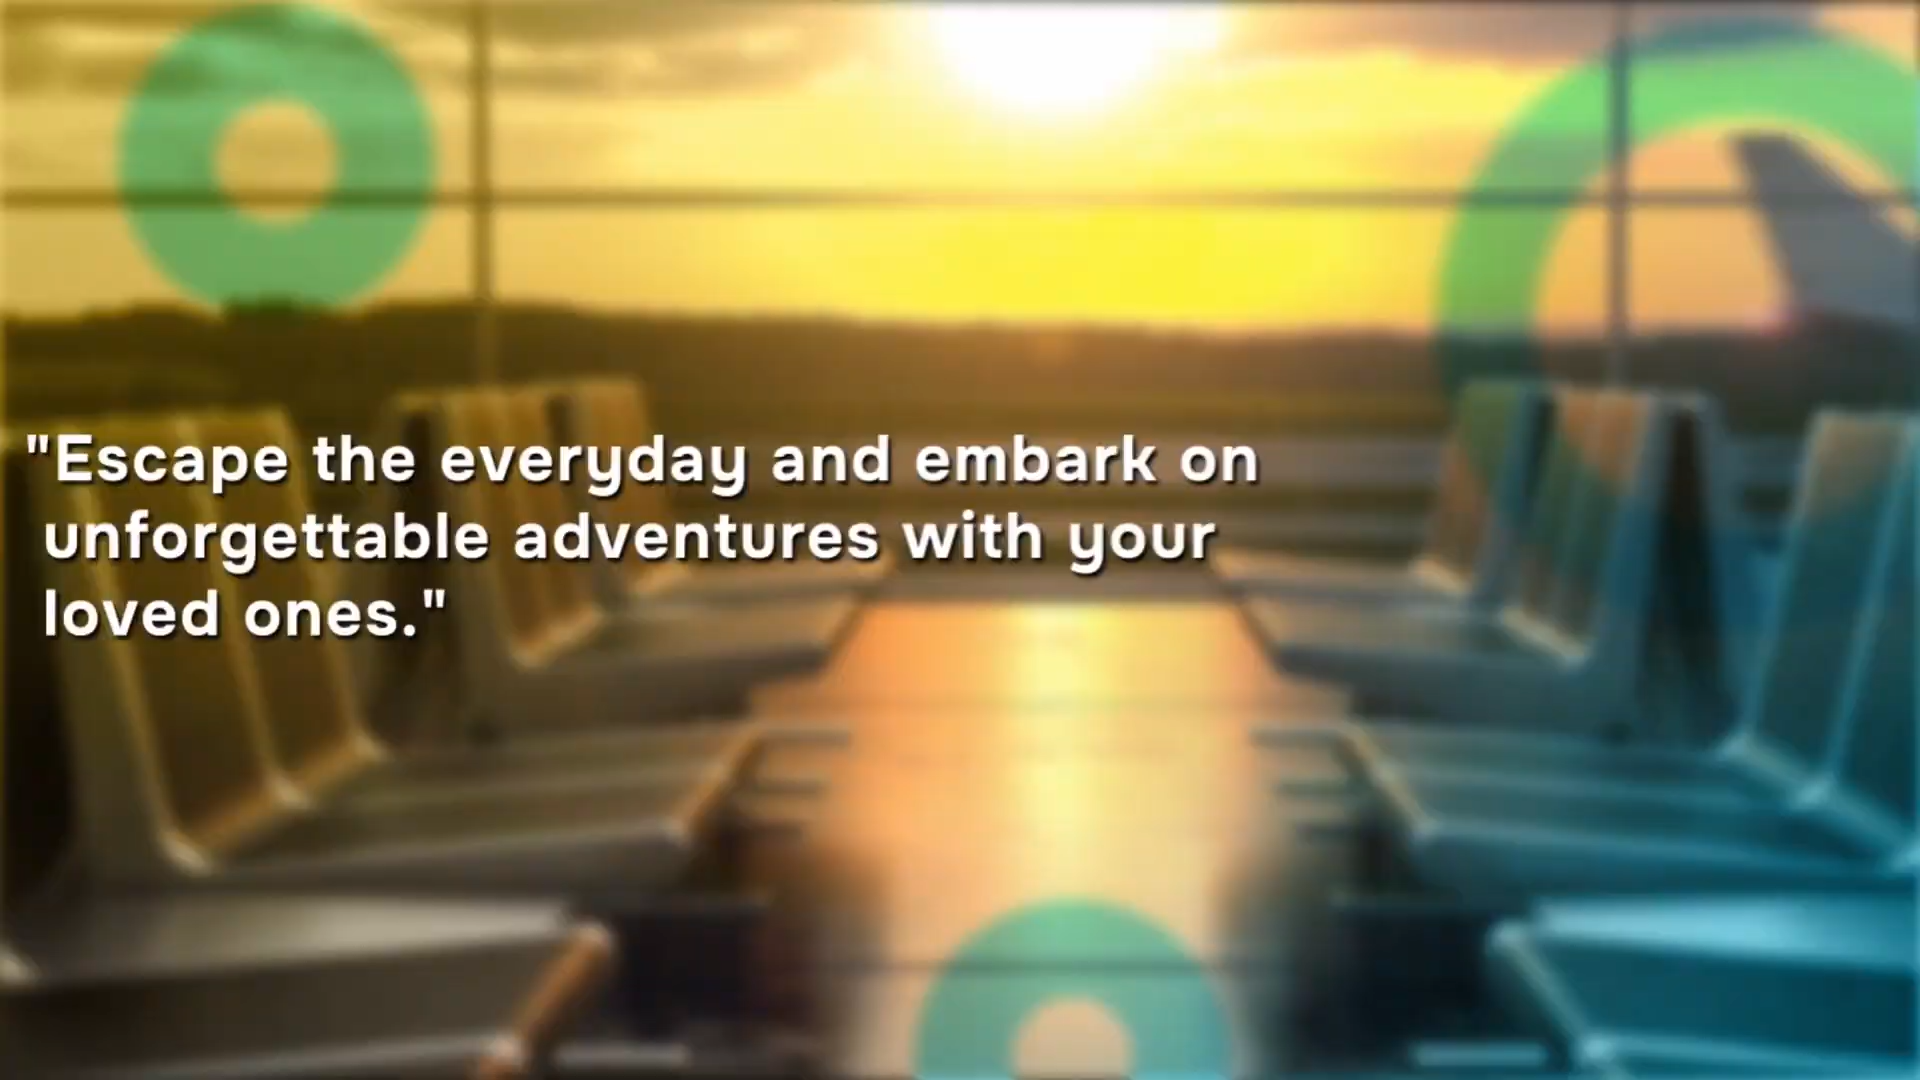 "Escape the everyday and embark on
unforgettable adventures with your
loved ones."